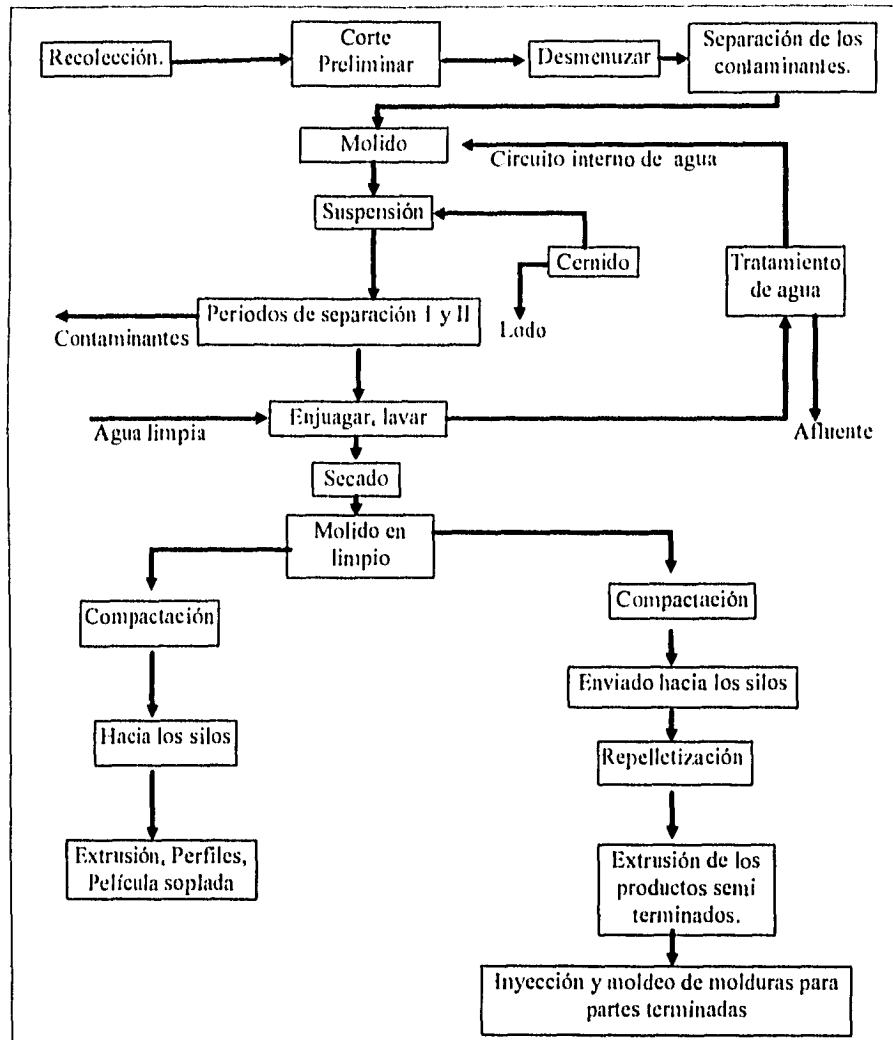 Recolección.
Corte
Preliminar
Desmenuzar
Separación de los
contaminantes.
Molido
Circuito interno de agua
Suspensión
Cernido
Tratamiento
de agua
Lodo
Periodos de separación I y II
Contaminantes
Enjuagar, lavar
Agua limpia
Afluente
Secado
Molido en
limpio
Compactación
Compactación
Enviado hacia los silos
Hacia los silos
Repelletización
Extrusión, Perfiles,
Película soplada
Extrusión de los
productos semi
terminados.
Inyección y moldeo de molduras para
partes terminadas